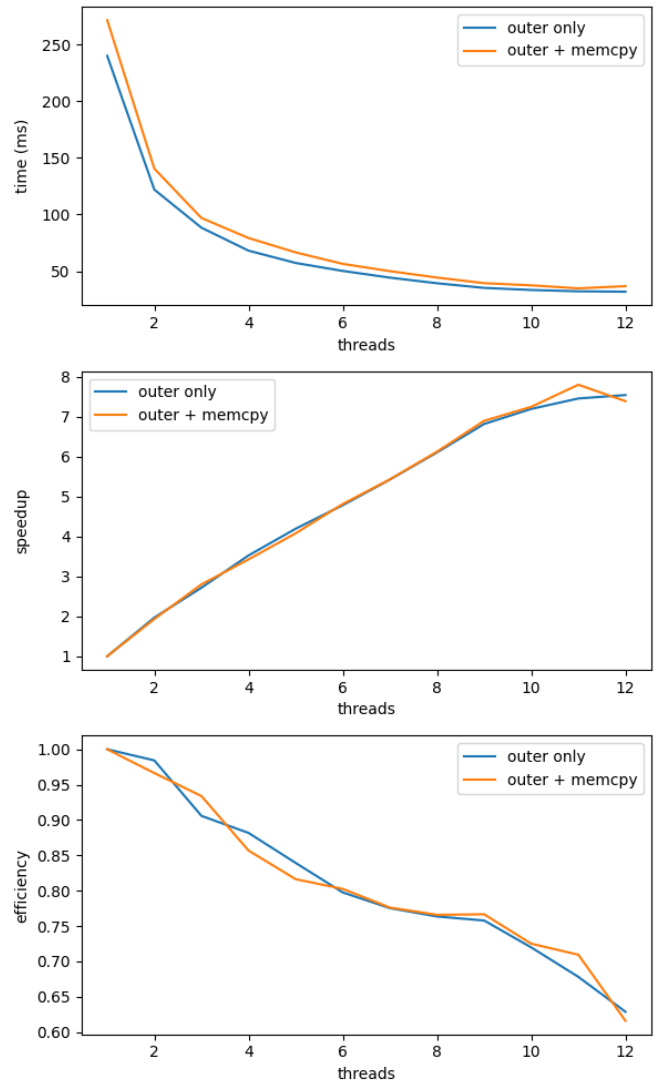 250
200
150
100
50
time (ms)
outer only
outer + memcpy
2 4 6 8 10 12
threads
8
7
6
5
4
3
2
1
speedup
outer only
outer + memcpy
2 4 6 8 10 12
threads
1.00
0.95
0.90
0.85
0.80
0.75
0.70
0.65
0.60
efficiency
outer only
outer + memcpy
2 4 6 8 10 12
threads